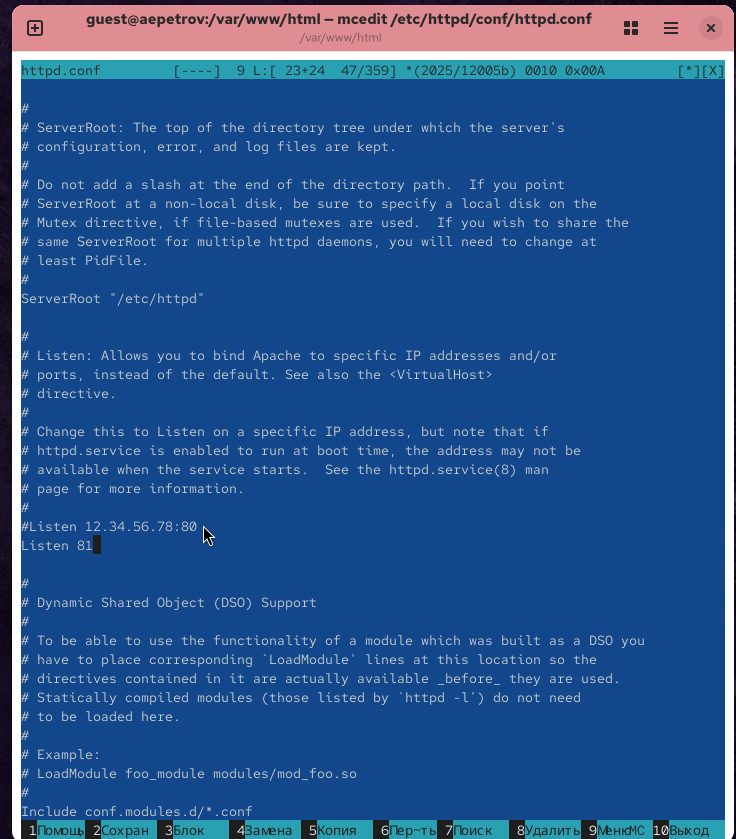 guest@aepetrov:/var/www/html — mcedit /etc/httpd/conf/httpd.conf
/var/www/html
httpd.conf [----] 9 L:[ 23+24 47/359] *(2025/12005b) 0010 0x00A [*][X]
#
# ServerRoot: The top of the directory tree under which the server's
# configuration, error, and log files are kept.
#
# Do not add a slash at the end of the directory path. If you point
# ServerRoot at a non-local disk, be sure to specify a local disk on the
# Mutex directive, if file-based mutexes are used. If you wish to share the
# same ServerRoot for multiple httpd daemons, you will need to change at
# least PidFile.
#
ServerRoot "/etc/httpd"
#
# Listen: Allows you to bind Apache to specific IP addresses and/or
# ports, instead of the default. See also the <VirtualHost>
# directive.
#
# Change this to Listen on a specific IP address, but note that if
# httpd.service is enabled to run at boot time, the address may not be
# available when the service starts. See the httpd.service(8) man
# page for more information.
#
#Listen 12.34.56.78:80
Listen 81
#
# Dynamic Shared Object (DSO) Support
#
# To be able to use the functionality of a module which was built as a DSO you
# have to place corresponding `LoadModule' lines at this location so the
# directives contained in it are actually available _before_ they are used.
# Statically compiled modules (those listed by `httpd -l') do not need
# to be loaded here.
#
# Example:
# LoadModule foo_module modules/mod_foo.so
#
Include conf.modules.d/*.conf
1Помощь 2Сохран 3Блок 4Замена 5Копия 6Пер~ть 7Поиск 8Удалить 9МенюMC 10Выход